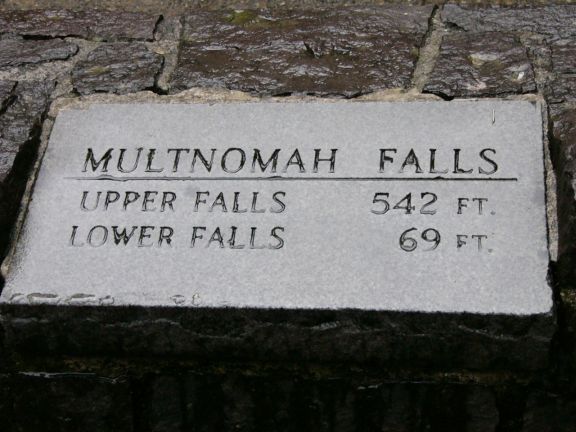 MULTNOMAH FALLS
UPPER FALLS 542 FT.
LOWER FALLS 69 FT.